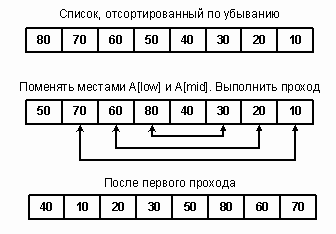 Список, отсортированный по убыванию
80 70 60 50 40 30 20 10
Поменять местами A[low] и A[mid]. Выполнить проход
50 70 60 80 40 30 20 10
После первого прохода
40 10 20 30 50 80 60 70